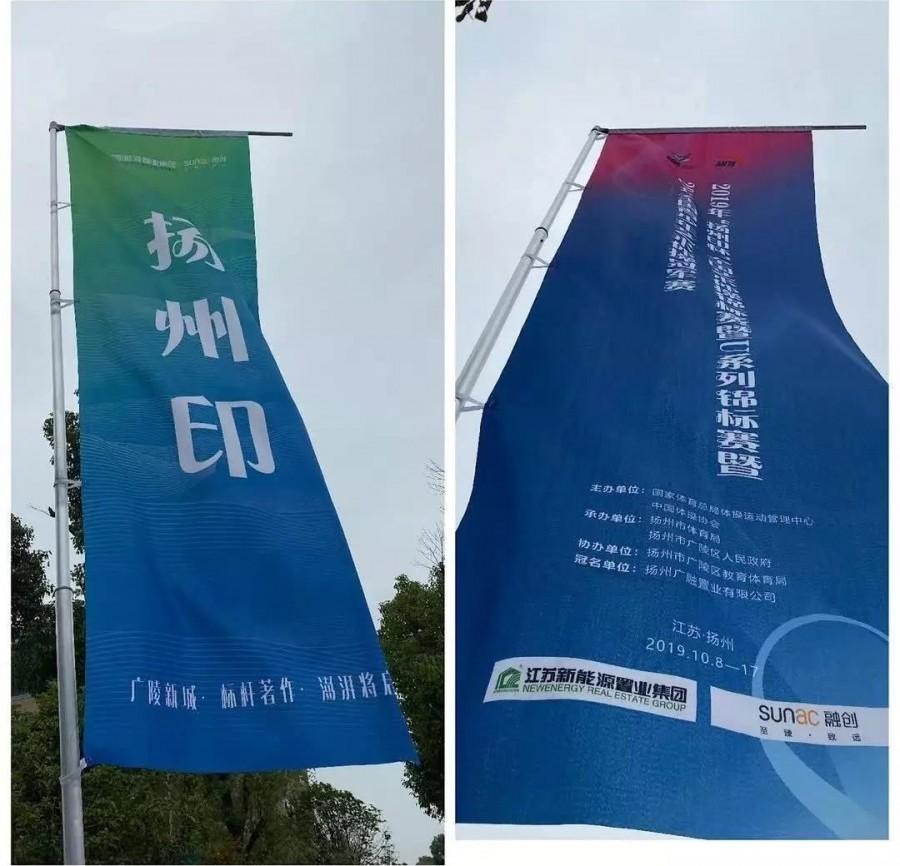 sunac 融创
扬州印
广陵新城·标杆著作·澎湃将启
系列锦标赛暨
主办单位：国家体育总局体操运动管理中心
中国体操协会
承办单位：扬州市体育局
扬州市广陵区人民政府
协办单位：扬州市广陵区教育体育局
冠名单位：扬州广融置业有限公司
江苏·扬州
2019.10.8—17
江苏新能源置业集团
NEWENERGY REAL ESTATE GROUP
sunac 融创
至臻·致远